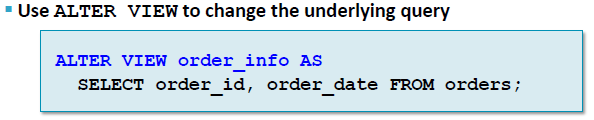 ▪ Use ALTER VIEW to change the underlying query
ALTER VIEW order_info AS
SELECT order_id, order_date FROM orders;